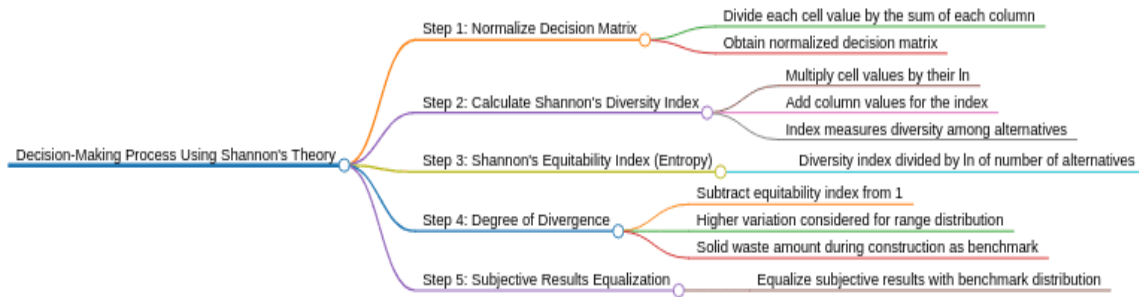 Decision-Making Process Using Shannon's Theory
Step 1: Normalize Decision Matrix
Divide each cell value by the sum of each column
Obtain normalized decision matrix
Step 2: Calculate Shannon's Diversity Index
Multiply cell values by their ln
Add column values for the index
Index measures diversity among alternatives
Step 3: Shannon's Equitability Index (Entropy)
Diversity index divided by ln of number of alternatives
Step 4: Degree of Divergence
Subtract equitability index from 1
Higher variation considered for range distribution
Solid waste amount during construction as benchmark
Step 5: Subjective Results Equalization
Equalize subjective results with benchmark distribution